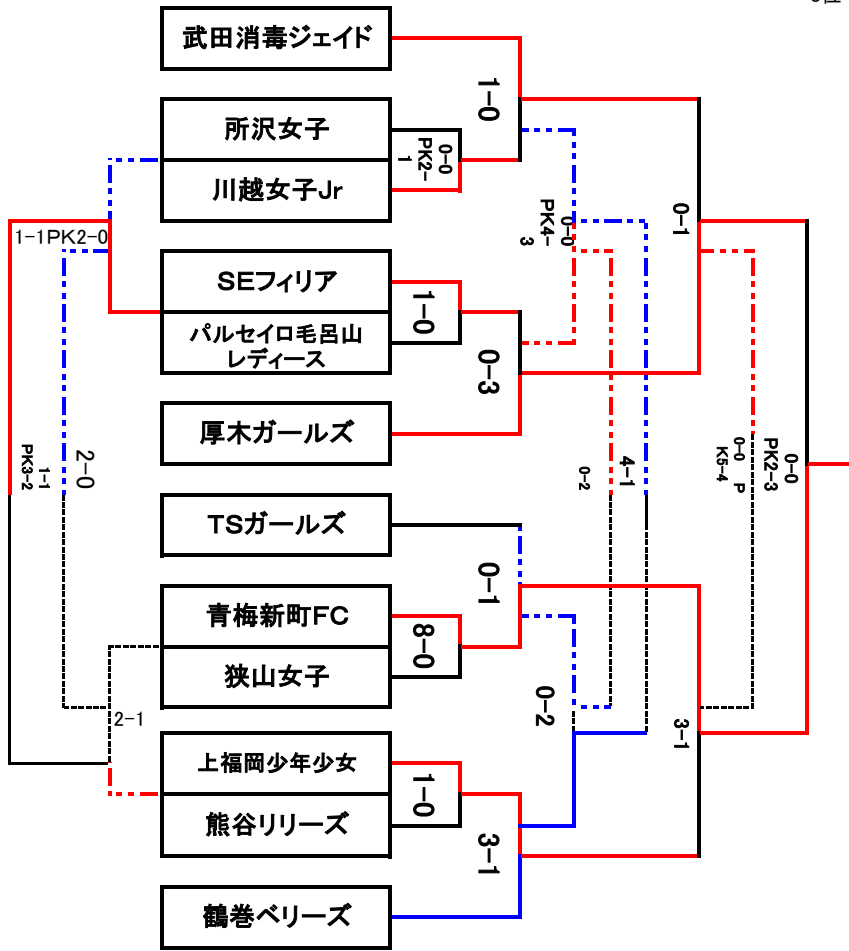 武田消毒ジェイド
1-0
所沢女子
0-0
PK2-
1
川越女子Jr
0-0
PK4-
3
0-1
1-1PK2-0
SEフィリア
1-0
パルセイロ毛呂山
レディース
0-3
厚木ガールズ
2-0
1-1
PK3-2
4-1
0-2
0-0
PK2-3
0-0 P
K5-4
TSガールズ
0-1
青梅新町FC
8-0
狭山女子
0-2
2-1
3-1
上福岡少年少女
1-0
熊谷リリーズ
3-1
鶴巻ベリーズ